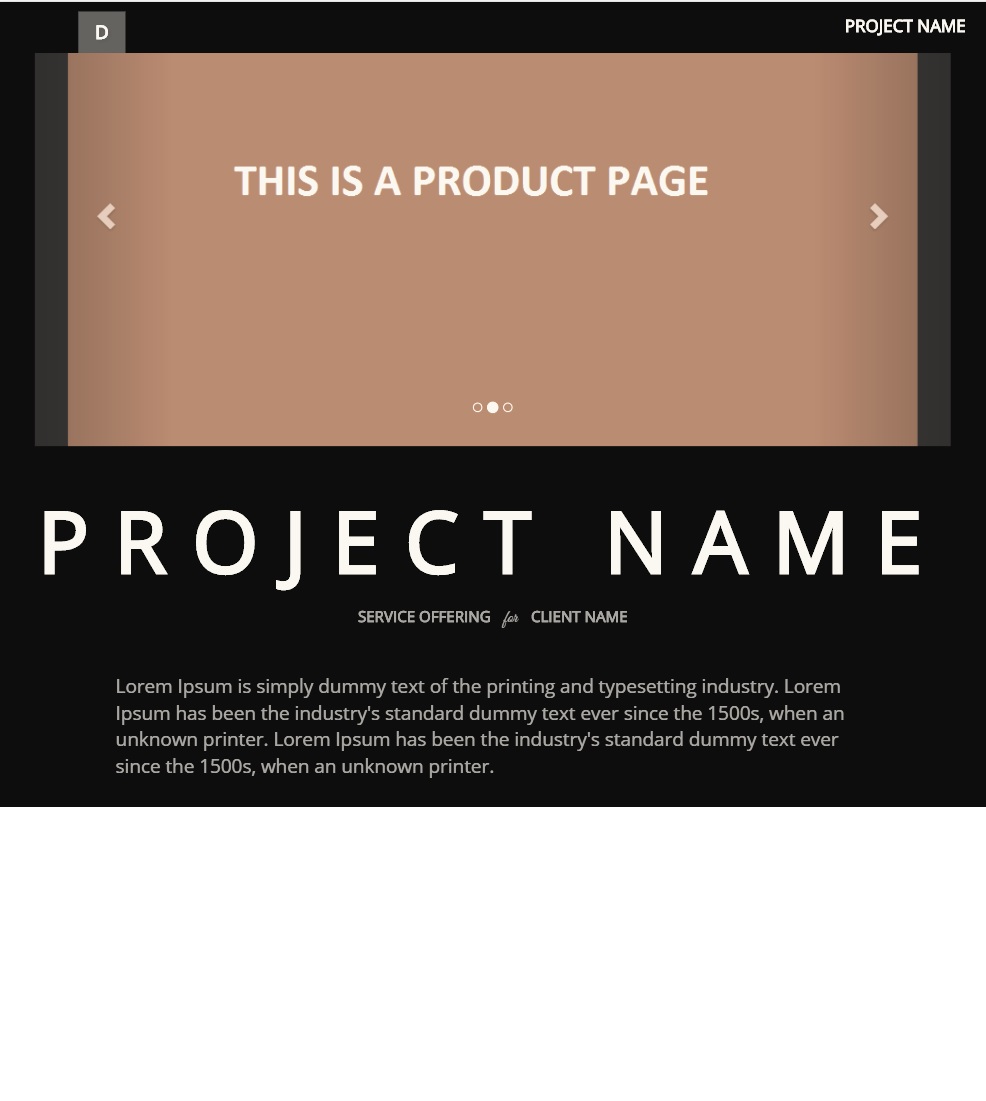 D
PROJECT NAME
THIS IS A PRODUCT PAGE
PROJECT NAME
SERVICE OFFERING for CLIENT NAME
Lorem Ipsum is simply dummy text of the printing and typesetting industry. Lorem
Ipsum has been the industry's standard dummy text ever since the 1500s, when an
unknown printer. Lorem Ipsum has been the industry's standard dummy text ever
since the 1500s, when an unknown printer.